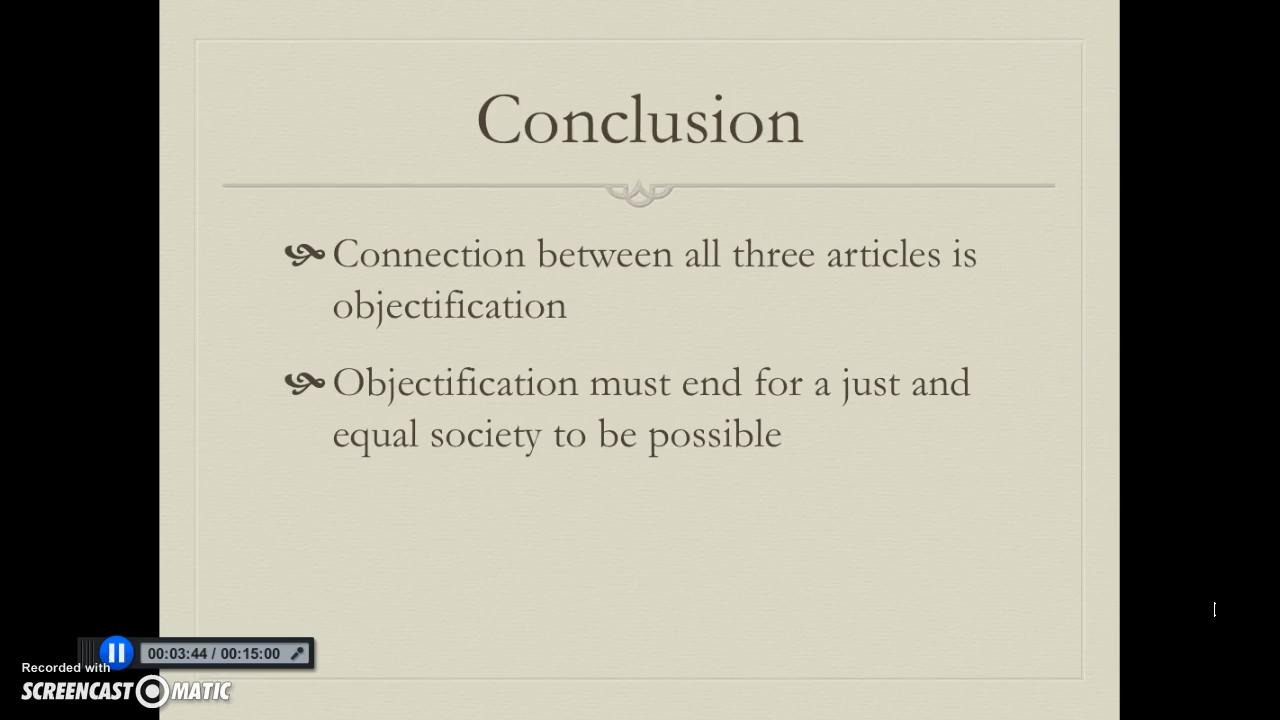 Conclusion
Connection between all three articles is
objectification
Objectification must end for a just and
equal society to be possible
00:03:44 / 00:15:00
Recorded with
SCREENCAST MATIC